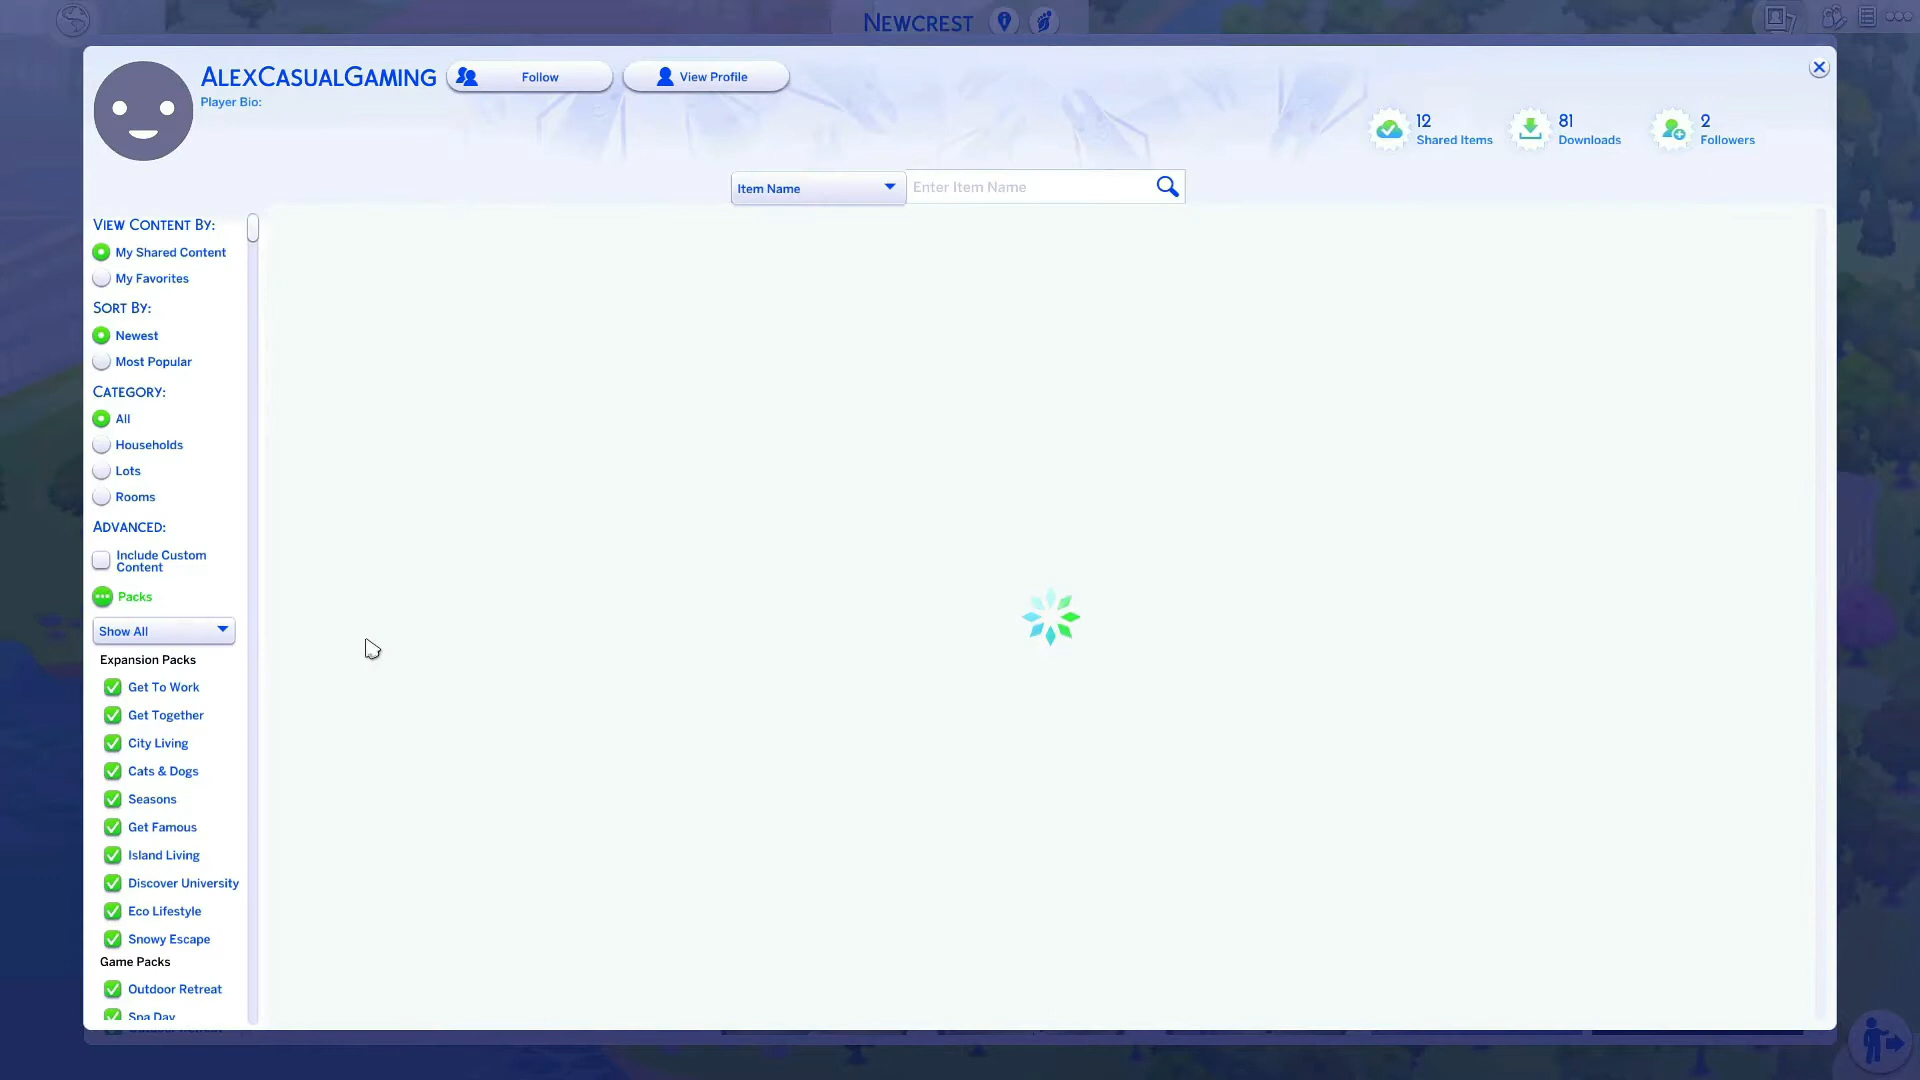 NEWCREST
ALEXCASUALGAMING
Follow
View Profile
Player Bio:
12
Shared Items
81
Downloads
2
Followers
Item Name
Enter Item Name
VIEW CONTENT BY:
My Shared Content
My Favorites
SORT BY:
Newest
Most Popular
CATEGORY:
All
Households
Lots
Rooms
ADVANCED:
Include Custom
Content
Packs
Show All
Expansion Packs
Get To Work
Get Together
City Living
Cats & Dogs
Seasons
Get Famous
Island Living
Discover University
Eco Lifestyle
Snowy Escape
Game Packs
Outdoor Retreat
Spa Day